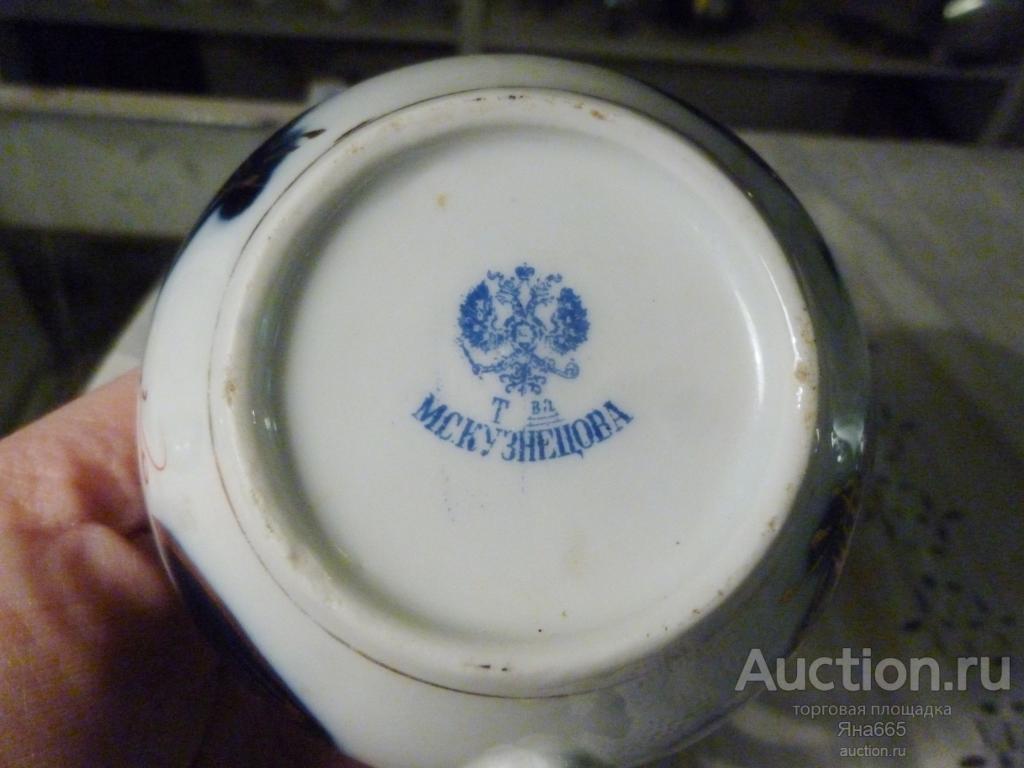 Т ва
МСКУЗНЕЦОВА
Auction.ru
торговая площадка
Яна665
auction.ru